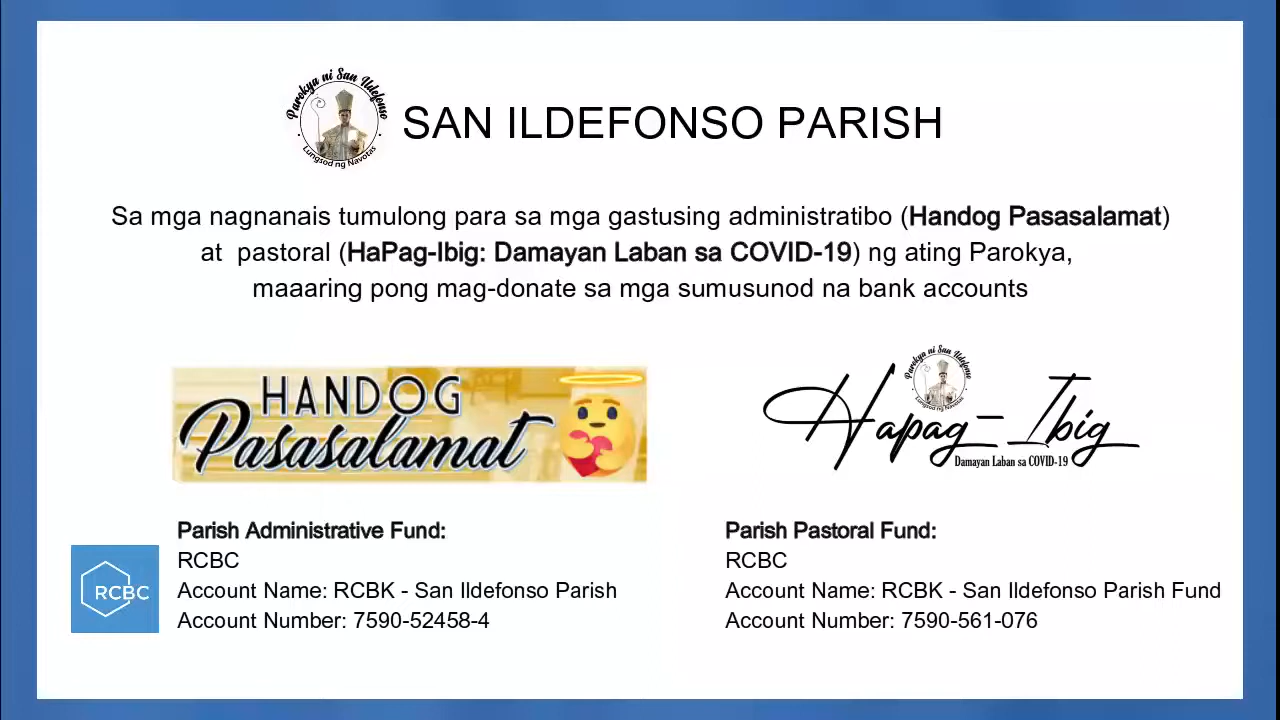 Parokya ni San Ildefonso
Lungsod ng Navotas
SAN ILDEFONSO PARISH
Sa mga nagnanais tumulong para sa mga gastusing administratibo (Handog Pasasalamat)
at pastoral (HaPag-Ibig: Damayan Laban sa COVID-19) ng ating Parokya,
maaaring pong mag-donate sa mga sumusunod na bank accounts
HANDOG
Pasasalamat
Parokya ni San Ildefonso
Lungsod ng Navotas
Hapag-Ibig
Damayan Laban sa COVID-19
RCBC
Parish Administrative Fund:
RCBC
Account Name: RCBK - San Ildefonso Parish
Account Number: 7590-52458-4
Parish Pastoral Fund:
RCBC
Account Name: RCBK - San Ildefonso Parish Fund
Account Number: 7590-561-076